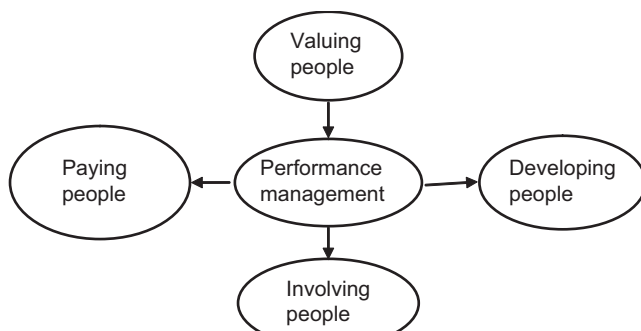 Valuing
people
Paying
people
Performance
management
Developing
people
Involving
people